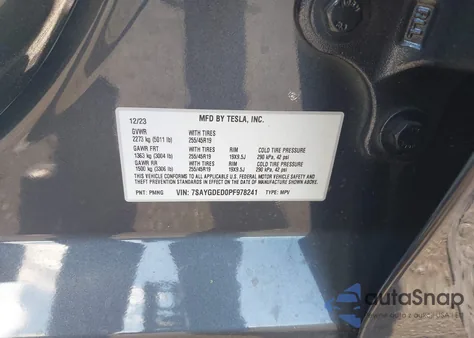 12/23 MFD BY TESLA, INC.
GVWR WITH TIRES
2273 kg (5011 lb) 255/45R19
GAWR FRT WITH TIRES RIM COLD TIRE PRESSURE
1363 kg (3004 lb) 255/45R19 19X9.5J 290 kPa, 42 psi
GAWR RR WITH TIRES RIM COLD TIRE PRESSURE
1500 kg (3306 lb) 255/45R19 19X9.5J 290 kPa, 42 psi
THIS VEHICLE CONFORMS TO ALL APPLICABLE FEDERAL MOTOR VEHICLE
SAFETY AND THEFT PREVENTION STANDARDS IN EFFECT ON THE DATE OF
MANUFACTURE SHOWN ABOVE.
PNT: PMNG VIN: 7SAYGDED0PF978241 TYPE: MPV
autoSnap